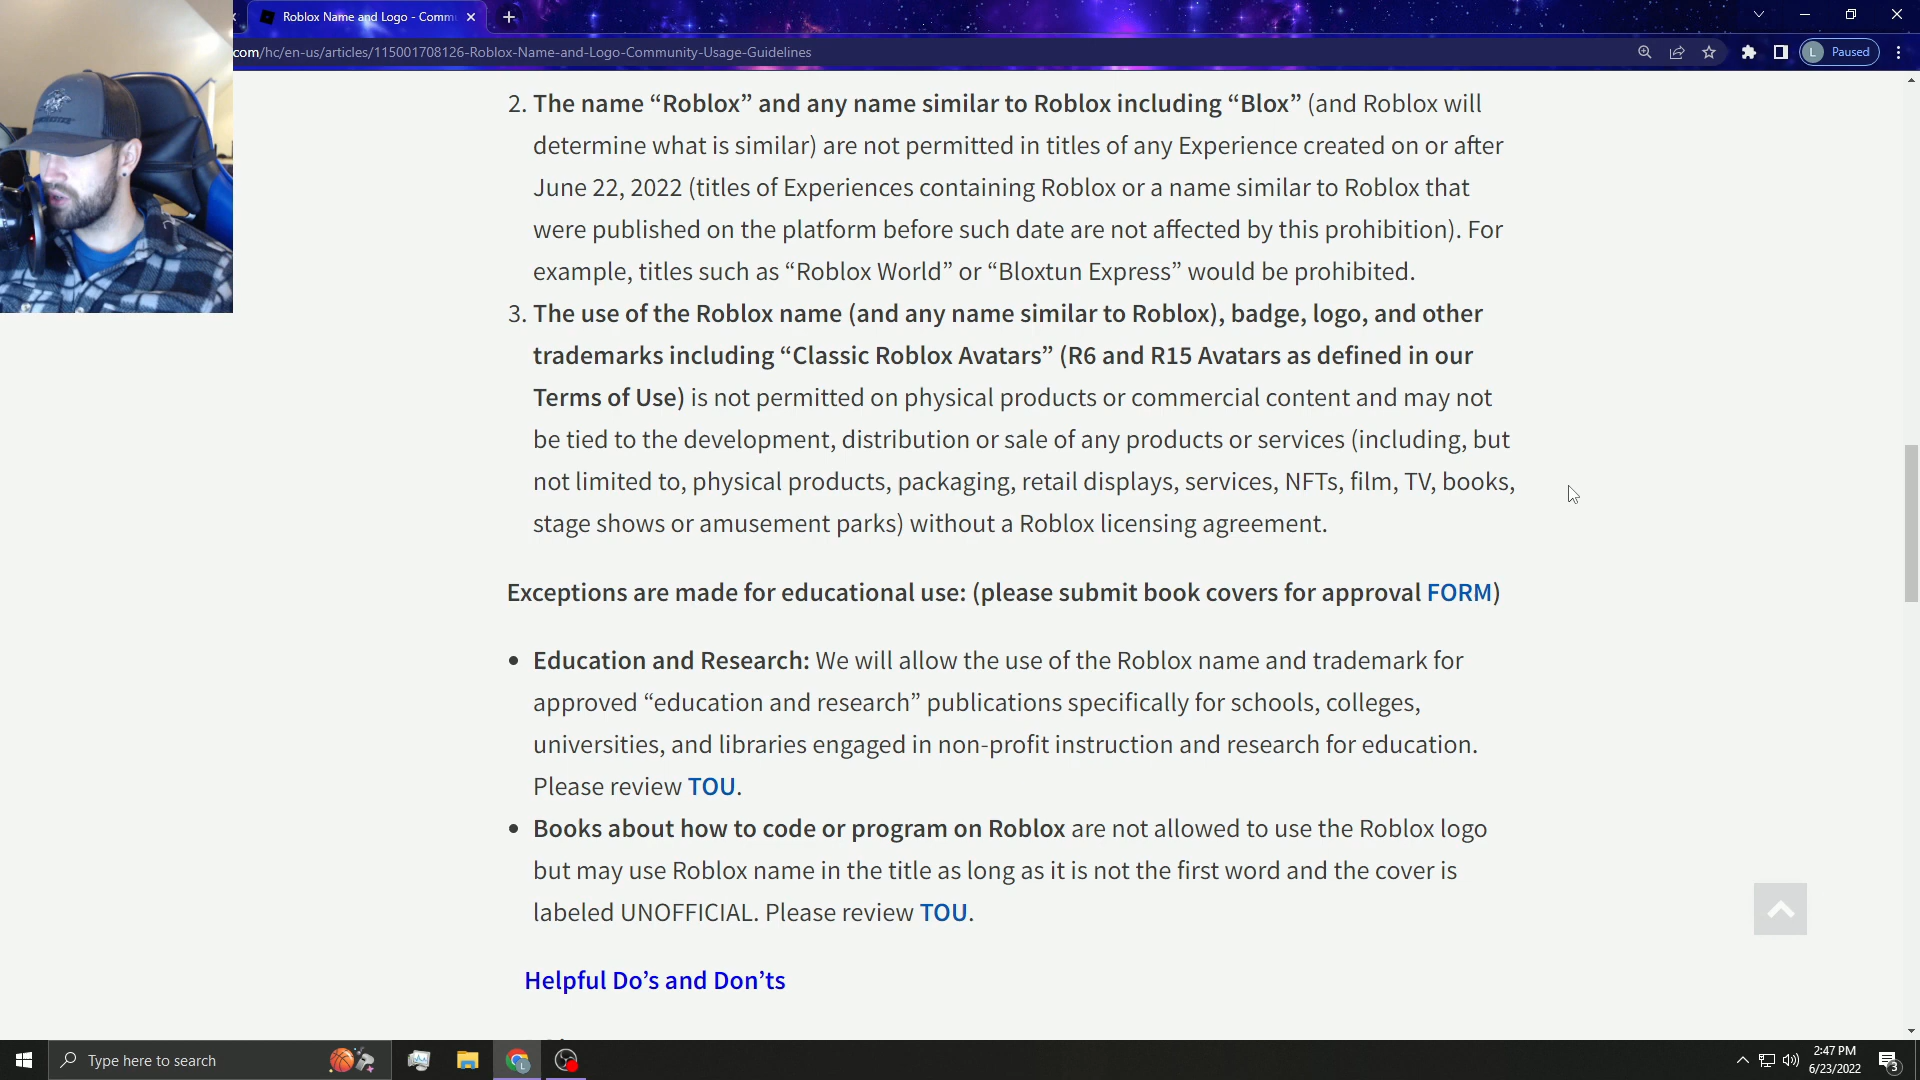 Roblox Name and Logo - Comm
com/hc/en-us/articles/115001708126-Roblox-Name-and-Logo-Community-Usage-Guidelines
L Paused
2. The name “Roblox” and any name similar to Roblox including “Blox” (and Roblox will
determine what is similar) are not permitted in titles of any Experience created on or after
June 22, 2022 (titles of Experiences containing Roblox or a name similar to Roblox that
were published on the platform before such date are not affected by this prohibition). For
example, titles such as “Roblox World” or “Bloxtun Express” would be prohibited.
3. The use of the Roblox name (and any name similar to Roblox), badge, logo, and other
trademarks including “Classic Roblox Avatars” (R6 and R15 Avatars as defined in our
Terms of Use) is not permitted on physical products or commercial content and may not
be tied to the development, distribution or sale of any products or services (including, but
not limited to, physical products, packaging, retail displays, services, NFTs, film, TV, books,
stage shows or amusement parks) without a Roblox licensing agreement.
Exceptions are made for educational use: (please submit book covers for approval FORM)
• Education and Research: We will allow the use of the Roblox name and trademark for
approved “education and research” publications specifically for schools, colleges,
universities, and libraries engaged in non-profit instruction and research for education.
Please review TOU.
• Books about how to code or program on Roblox are not allowed to use the Roblox logo
but may use Roblox name in the title as long as it is not the first word and the cover is
labeled UNOFFICIAL. Please review TOU.
Helpful Do’s and Don’ts
Type here to search
L
2:47 PM
6/23/2022
3